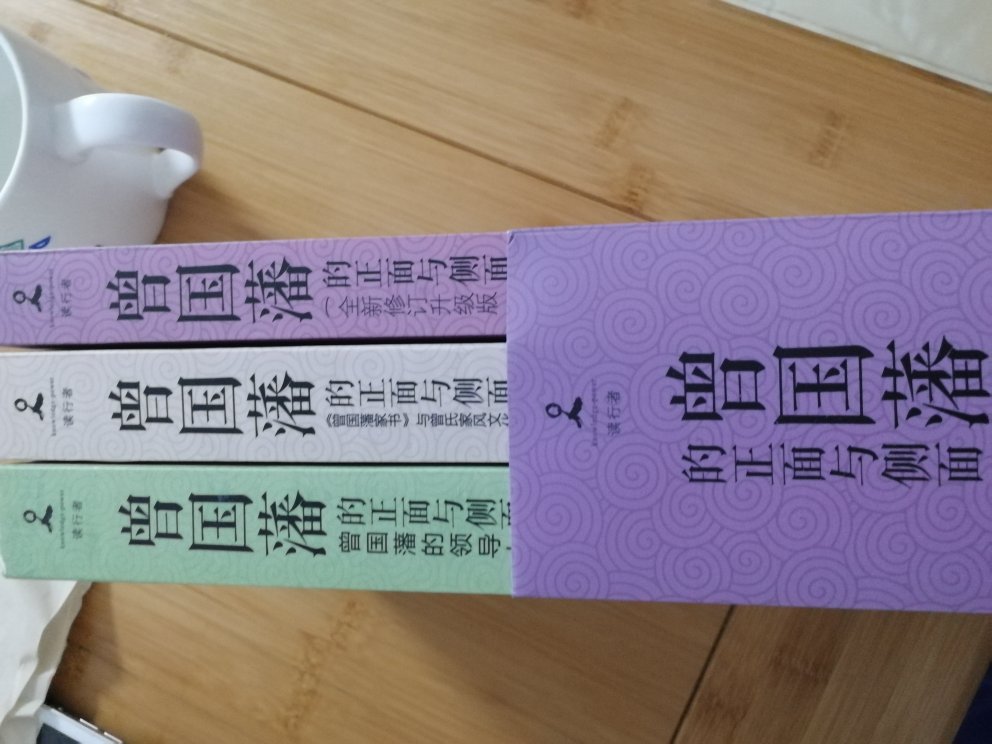 曾国藩
的正面与侧面
（全新修订升级版
读行者
曾国藩
的正面与侧面
《曾国藩家书》与曾氏家风文化
读行者
曾国藩
的正面与侧面
曾国藩的领导
读行者
曾国藩
的正面与侧面
knowledge-power
读行者